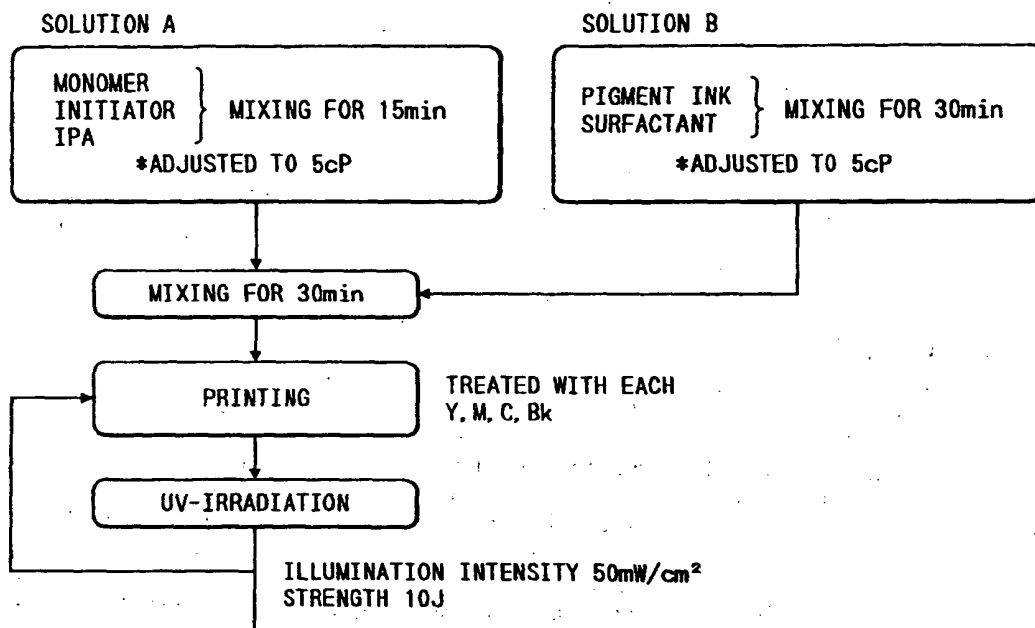 SOLUTION A
MONOMER
INITIATOR
IPA
MIXING FOR 15min
*ADJUSTED TO 5cP
SOLUTION B
PIGMENT INK
SURFACTANT
MIXING FOR 30min
*ADJUSTED TO 5cP
MIXING FOR 30min
PRINTING
TREATED WITH EACH
Y, M, C, Bk
UV-IRRADIATION
ILLUMINATION INTENSITY 50mW/cm²
STRENGTH 10J